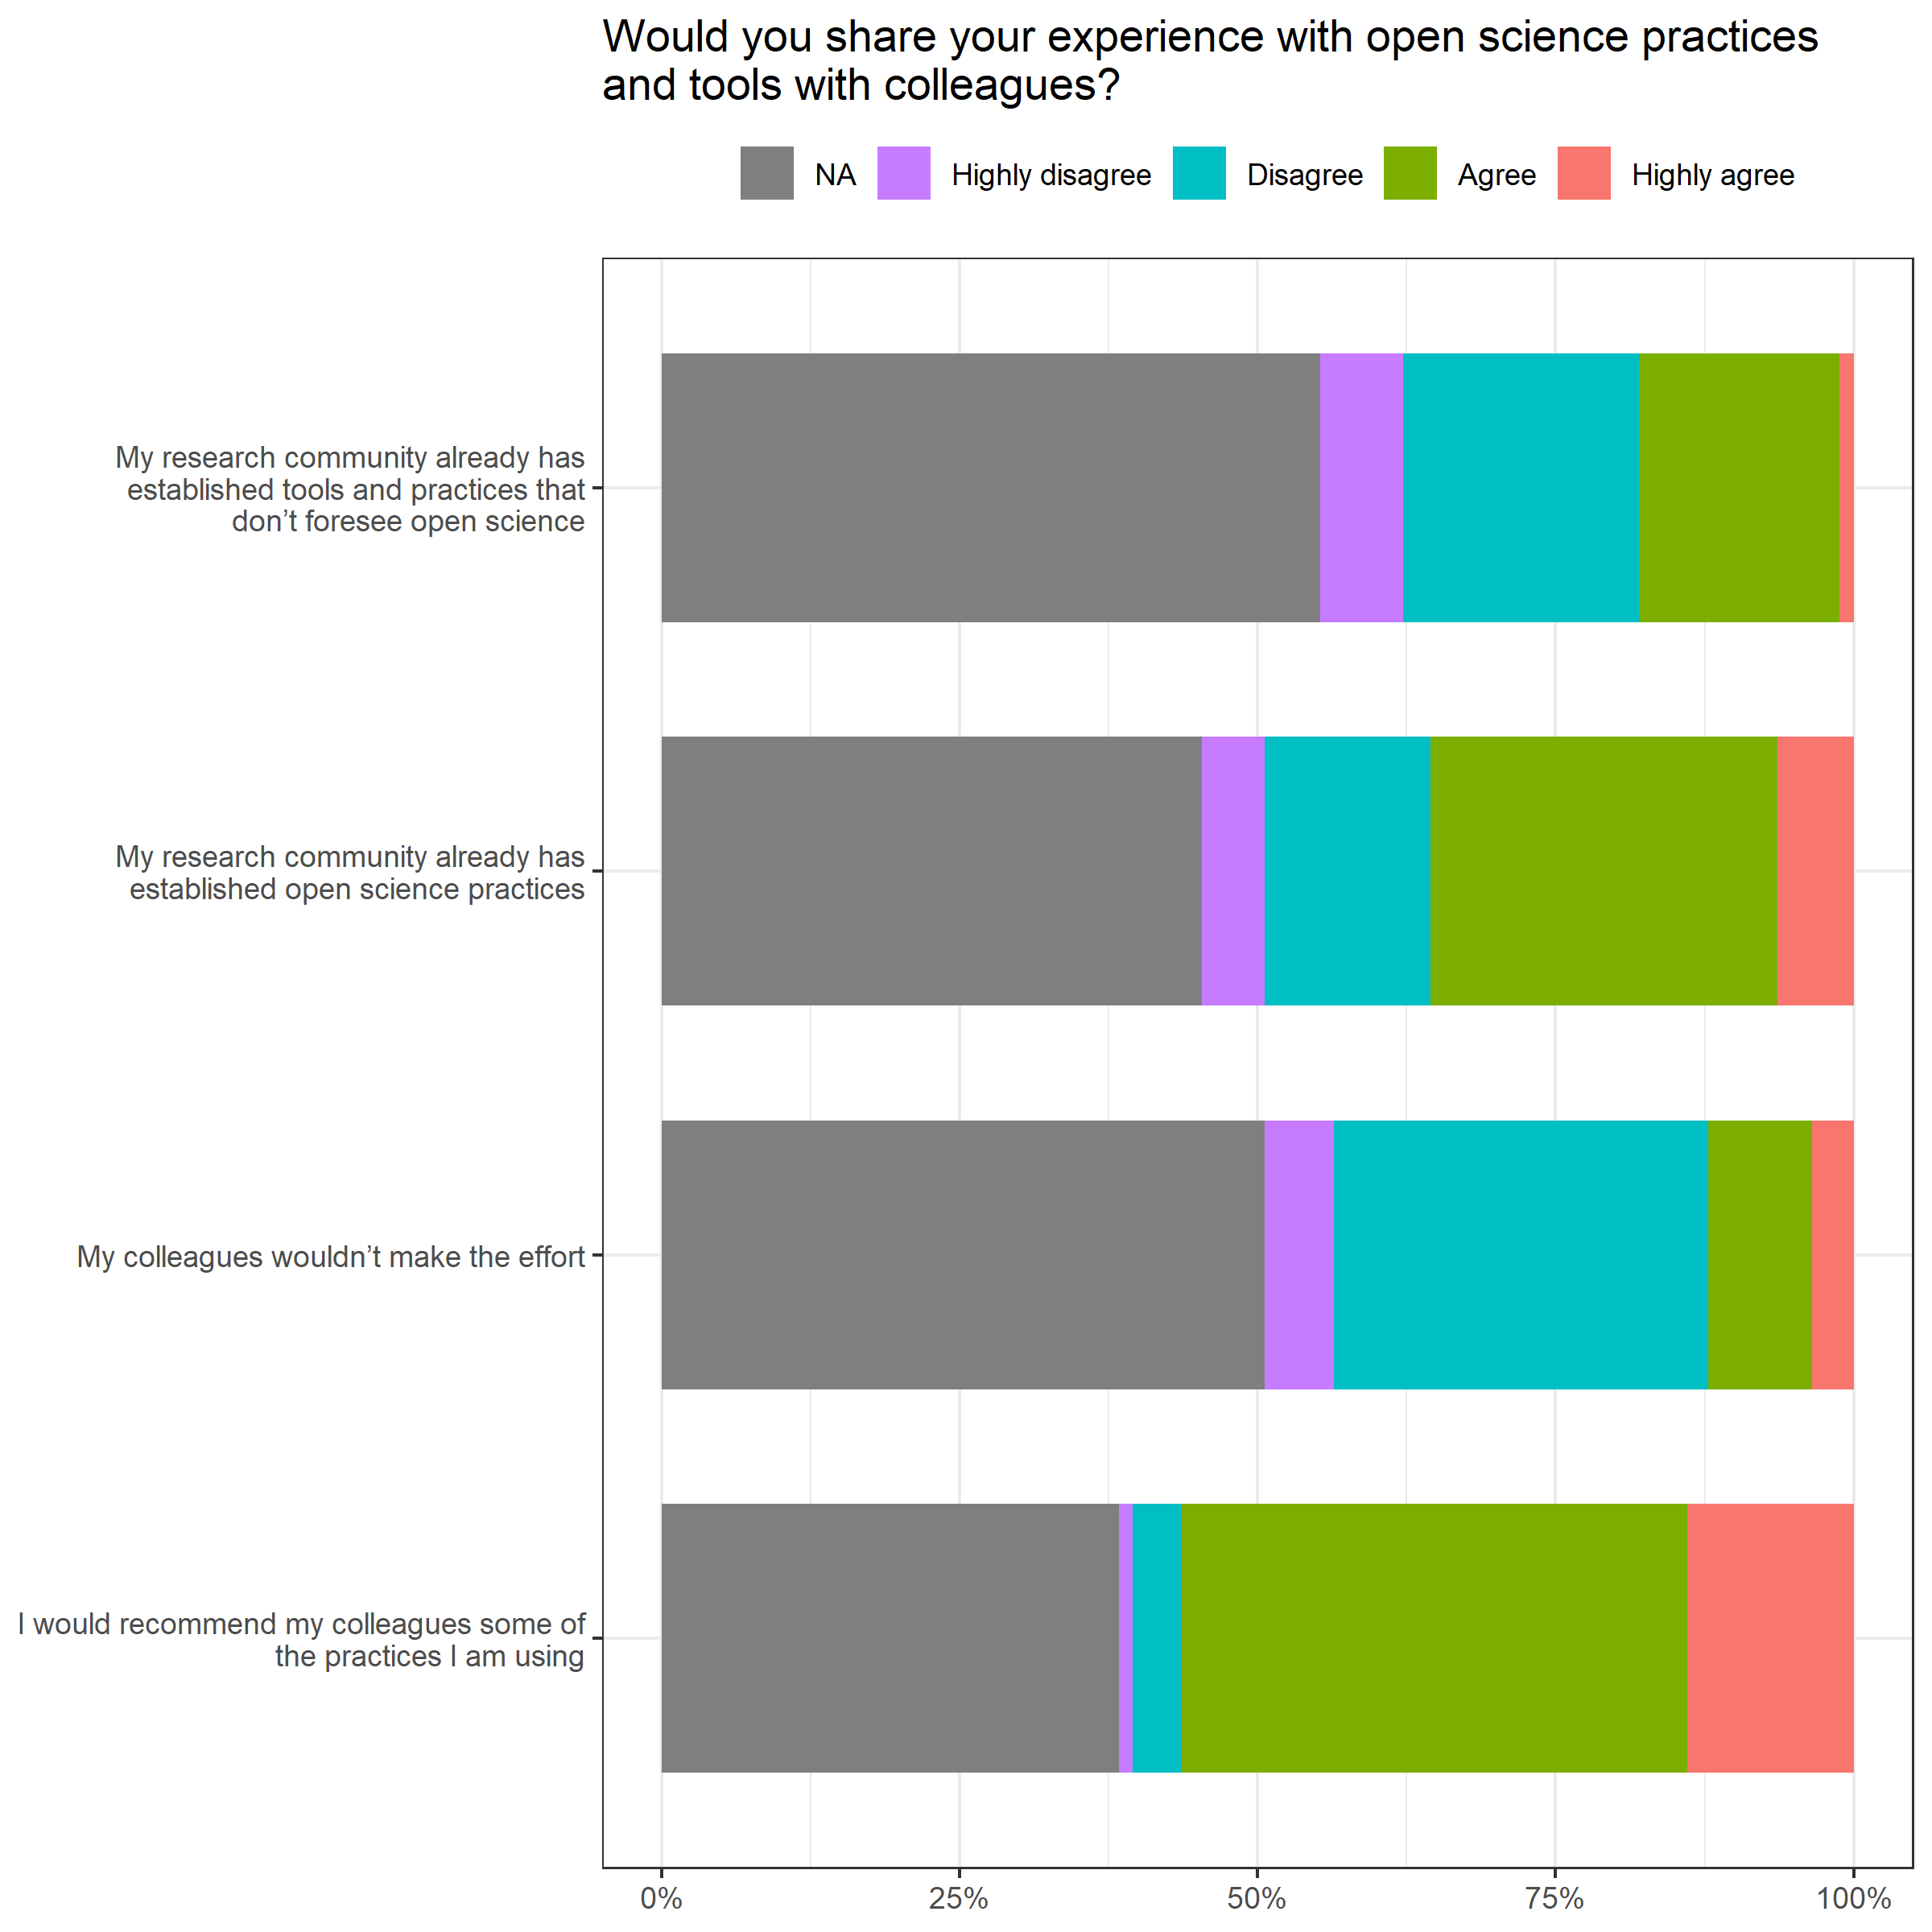 Would you share your experience with open science practices
and tools with colleagues?
NA Highly disagree Disagree Agree Highly agree
My research community already has
established tools and practices that
don’t foresee open science
My research community already has
established open science practices
My colleagues wouldn’t make the effort
I would recommend my colleagues some of
the practices I am using
0% 25% 50% 75% 100%